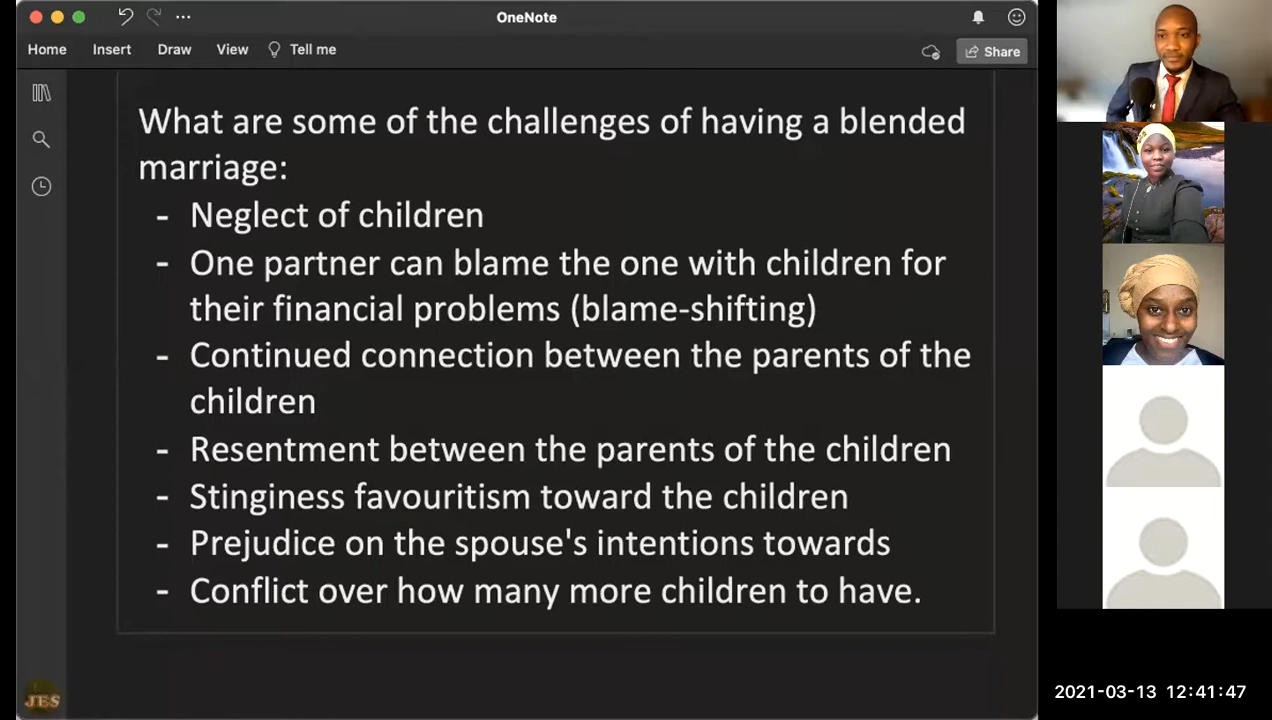 OneNote
Home Insert Draw View Tell me Share
What are some of the challenges of having a blended
marriage:
- Neglect of children
- One partner can blame the one with children for
their financial problems (blame-shifting)
- Continued connection between the parents of the
children
- Resentment between the parents of the children
- Stinginess favouritism toward the children
- Prejudice on the spouse's intentions towards
- Conflict over how many more children to have.
JES
2021-03-13 12:41:47